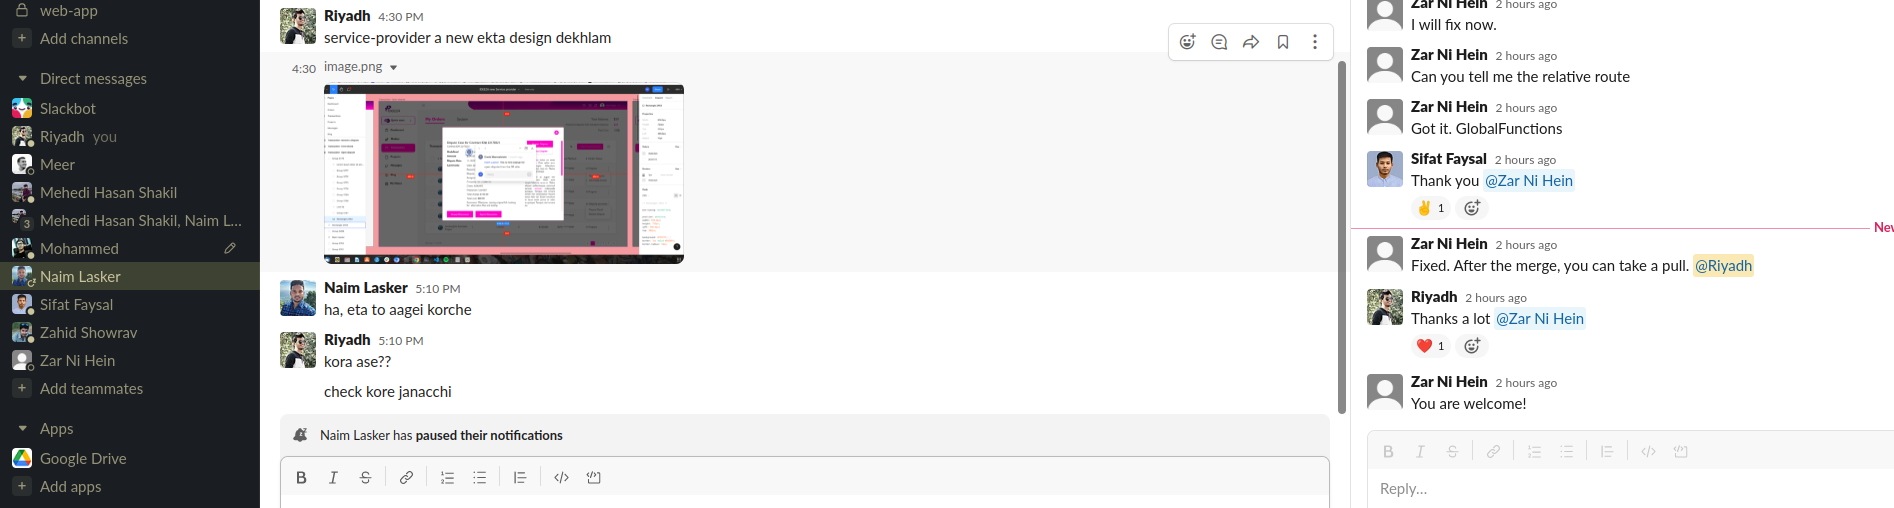 web-app
Add channels
Direct messages
Slackbot
Riyadh you
Meer
Mehedi Hasan Shakil
Mehedi Hasan Shakil, Naim L...
3
Mohammed
Naim Lasker
Sifat Faysal
Zahid Showrav
Zar Ni Hein
Add teammates
Apps
Google Drive
Add apps
Riyadh 4:30 PM
service-provider a new ekta design dekhlam
4:30 image.png
Naim Lasker 5:10 PM
ha, eta to aagei korche
Riyadh 5:10 PM
kora ase??
check kore janacchi
Naim Lasker has paused their notifications
B I S
Zar Ni Hein 2 hours ago
I will fix now.
Zar Ni Hein 2 hours ago
Can you tell me the relative route
Zar Ni Hein 2 hours ago
Got it. GlobalFunctions
Sifat Faysal 2 hours ago
Thank you @Zar Ni Hein
1
New
Zar Ni Hein 2 hours ago
Fixed. After the merge, you can take a pull. @Riyadh
Riyadh 2 hours ago
Thanks a lot @Zar Ni Hein
1
Zar Ni Hein 2 hours ago
You are welcome!
B I S
Reply...